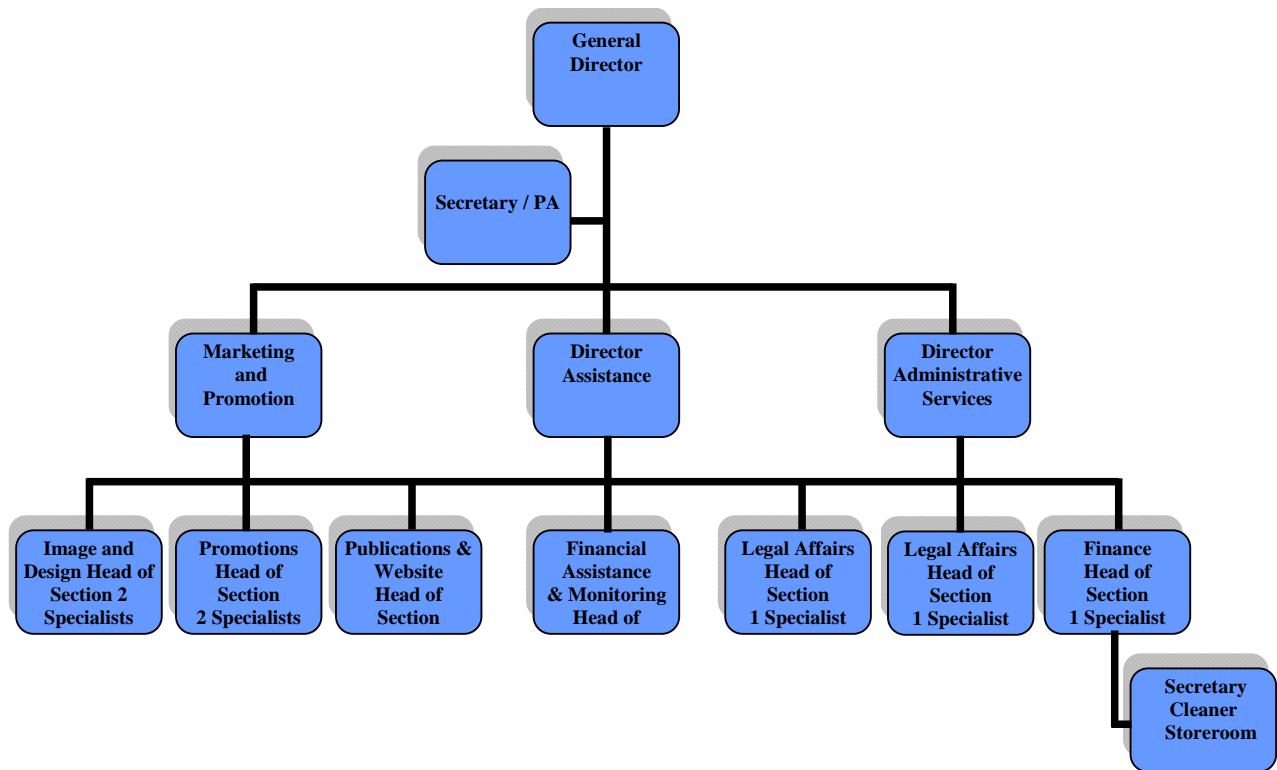 General
Director
Secretary / PA
Marketing
and
Promotion
Director
Assistance
Director
Administrative
Services
Image and
Design Head of
Section 2
Specialists
Promotions
Head of
Section
2 Specialists
Publications &
Website
Head of
Section
Financial
Assistance
& Monitoring
Head of
Legal Affairs
Head of
Section
1 Specialist
Legal Affairs
Head of
Section
1 Specialist
Finance
Head of
Section
1 Specialist
Secretary
Cleaner
Storeroom